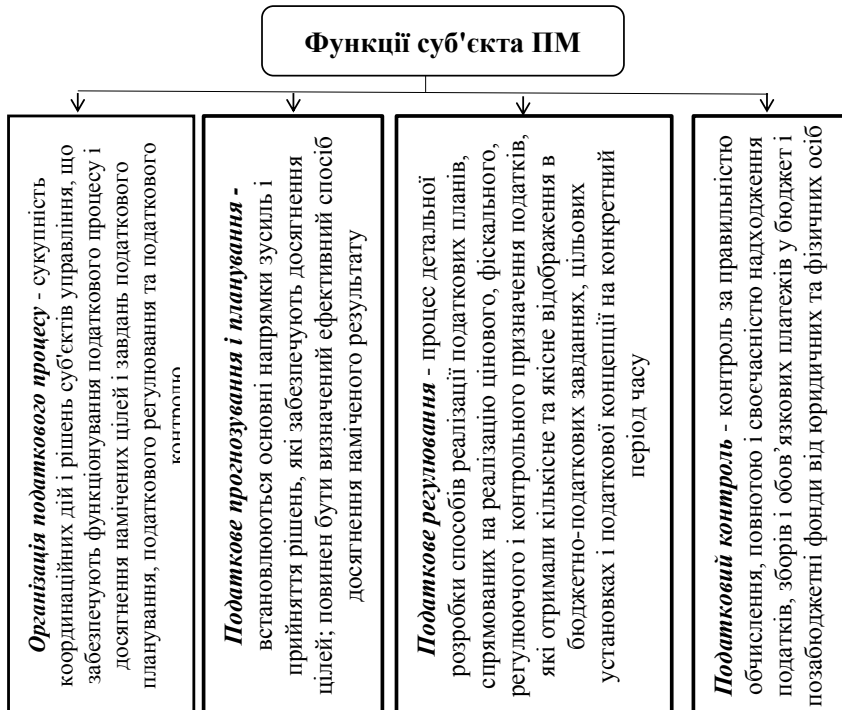 Функції суб'єкта ПМ
Організація податкового процесу - сукупність
координаційних дій і рішень суб'єктів управління, що
забезпечують функціонування податкового процесу і
досягнення намічених цілей і завдань податкового
планування, податкового регулювання та податкового
контролю
Податкове прогнозування і планування -
встановлюються основні напрямки зусиль і
прийняття рішень, які забезпечують досягнення
цілей; повинен бути визначений ефективний спосіб
досягнення наміченого результату
Податкове регулювання - процес детальної
розробки способів реалізації податкових планів,
спрямованих на реалізацію цінового, фіскального,
регулюючого і контрольного призначення податків,
які отримали кількісне та якісне відображення в
бюджетно-податкових завданнях, цільових
установках і податкової концепції на конкретний
період часу
Податковий контроль - контроль за правильністю
обчислення, повнотою і своєчасністю надходження
податків, зборів і обов’язкових платежів у бюджет і
позабюджетні фонди від юридичних та фізичних осіб